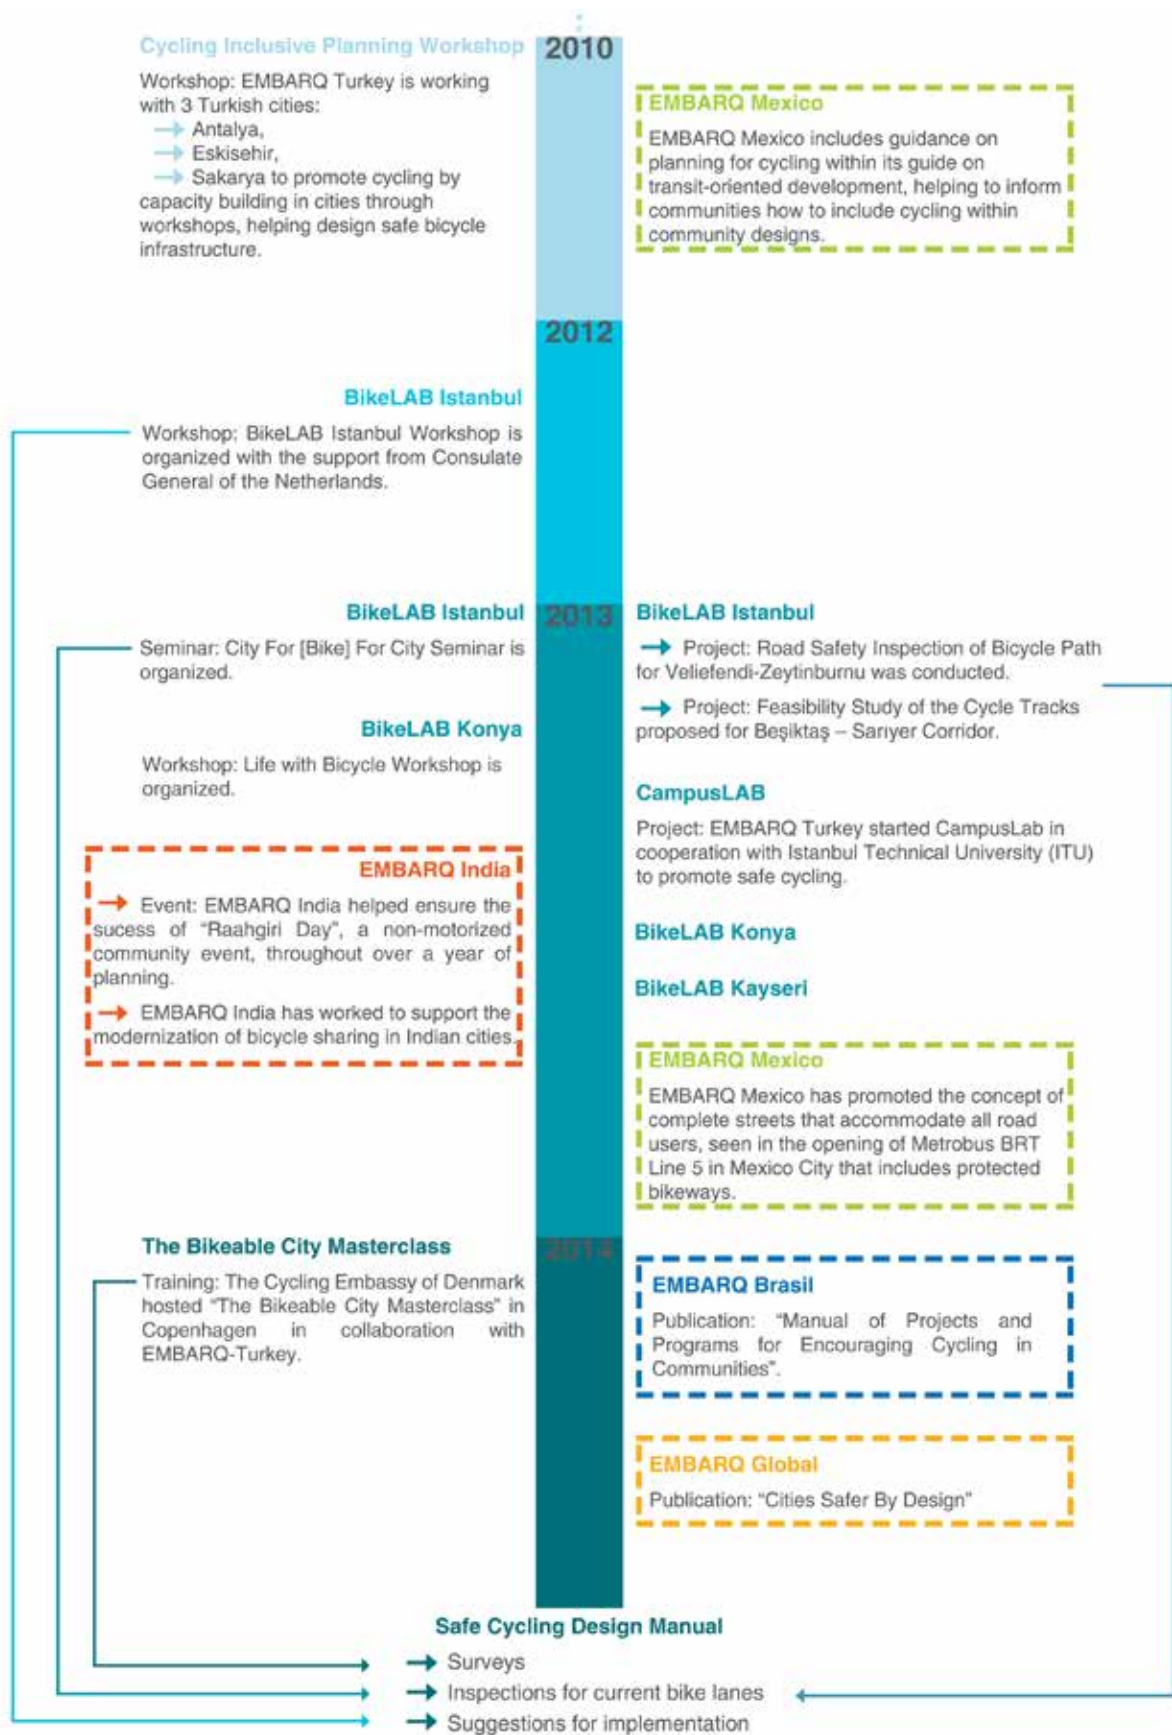 2010
Cycling Inclusive Planning Workshop
Workshop: EMBARQ Turkey is working
with 3 Turkish cities:
Antalya,
Eskisehir,
Sakarya to promote cycling by
capacity building in cities through
workshops, helping design safe bicycle
infrastructure.
EMBARQ Mexico
EMBARQ Mexico includes guidance on
planning for cycling within its guide on
transit-oriented development, helping to inform
communities how to include cycling within
community designs.
2012
BikeLAB Istanbul
Workshop: BikeLAB Istanbul Workshop is
organized with the support from Consulate
General of the Netherlands.
2013
BikeLAB Istanbul
Seminar: City For [Bike] For City Seminar is
organized.
BikeLAB Konya
Workshop: Life with Bicycle Workshop is
organized.
EMBARQ India
Event: EMBARQ India helped ensure the
sucess of “Raahgiri Day”, a non-motorized
community event, throughout over a year of
planning.
EMBARQ India has worked to support the
modernization of bicycle sharing in Indian cities.
BikeLAB Istanbul
Project: Road Safety Inspection of Bicycle Path
for Veliefendi-Zeytinburnu was conducted.
Project: Feasibility Study of the Cycle Tracks
proposed for Beşiktaş – Sarıyer Corridor.
CampusLAB
Project: EMBARQ Turkey started CampusLab in
cooperation with Istanbul Technical University (ITU)
to promote safe cycling.
BikeLAB Konya
BikeLAB Kayseri
EMBARQ Mexico
EMBARQ Mexico has promoted the concept of
complete streets that accommodate all road
users, seen in the opening of Metrobus BRT
Line 5 in Mexico City that includes protected
bikeways.
2014
The Bikeable City Masterclass
Training: The Cycling Embassy of Denmark
hosted “The Bikeable City Masterclass” in
Copenhagen in collaboration with
EMBARQ-Turkey.
EMBARQ Brasil
Publication: “Manual of Projects and
Programs for Encouraging Cycling in
Communities”.
EMBARQ Global
Publication: “Cities Safer By Design”
Safe Cycling Design Manual
Surveys
Inspections for current bike lanes
Suggestions for implementation